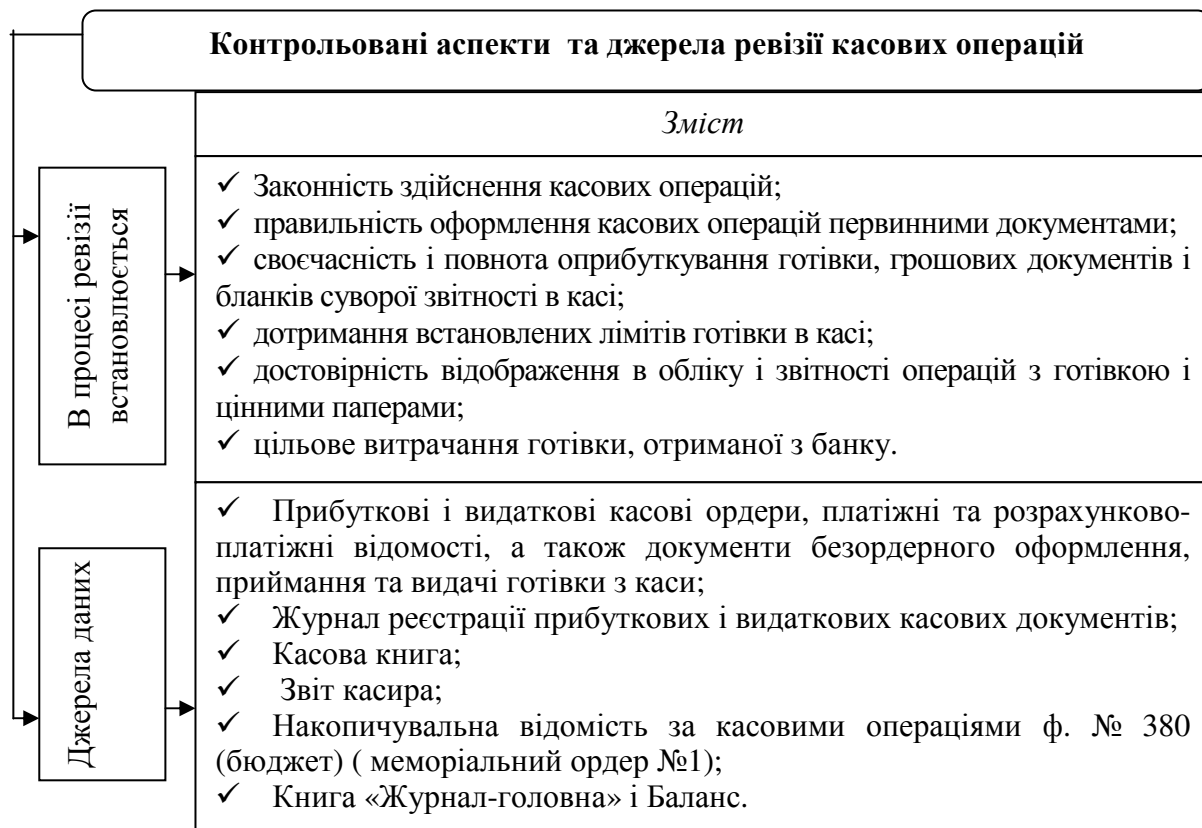 Контрольовані аспекти та джерела ревізії касових операцій
Зміст
В процесі ревізії
встановлюється
✓ Законність здійснення касових операцій;
✓ правильність оформлення касових операцій первинними документами;
✓ своєчасність і повнота оприбуткування готівки, грошових документів і
бланків суворої звітності в касі;
✓ дотримання встановлених лімітів готівки в касі;
✓ достовірність відображення в обліку і звітності операцій з готівкою і
цінними паперами;
✓ цільове витрачання готівки, отриманої з банку.
Джерела даних
✓ Прибуткові і видаткові касові ордери, платіжні та розрахунково-
платіжні відомості, а також документи безордерного оформлення,
приймання та видачі готівки з каси;
✓ Журнал реєстрації прибуткових і видаткових касових документів;
✓ Касова книга;
✓ Звіт касира;
✓ Накопичувальна відомість за касовими операціями ф. № 380
(бюджет) ( меморіальний ордер №1);
✓ Книга «Журнал-головна» і Баланс.